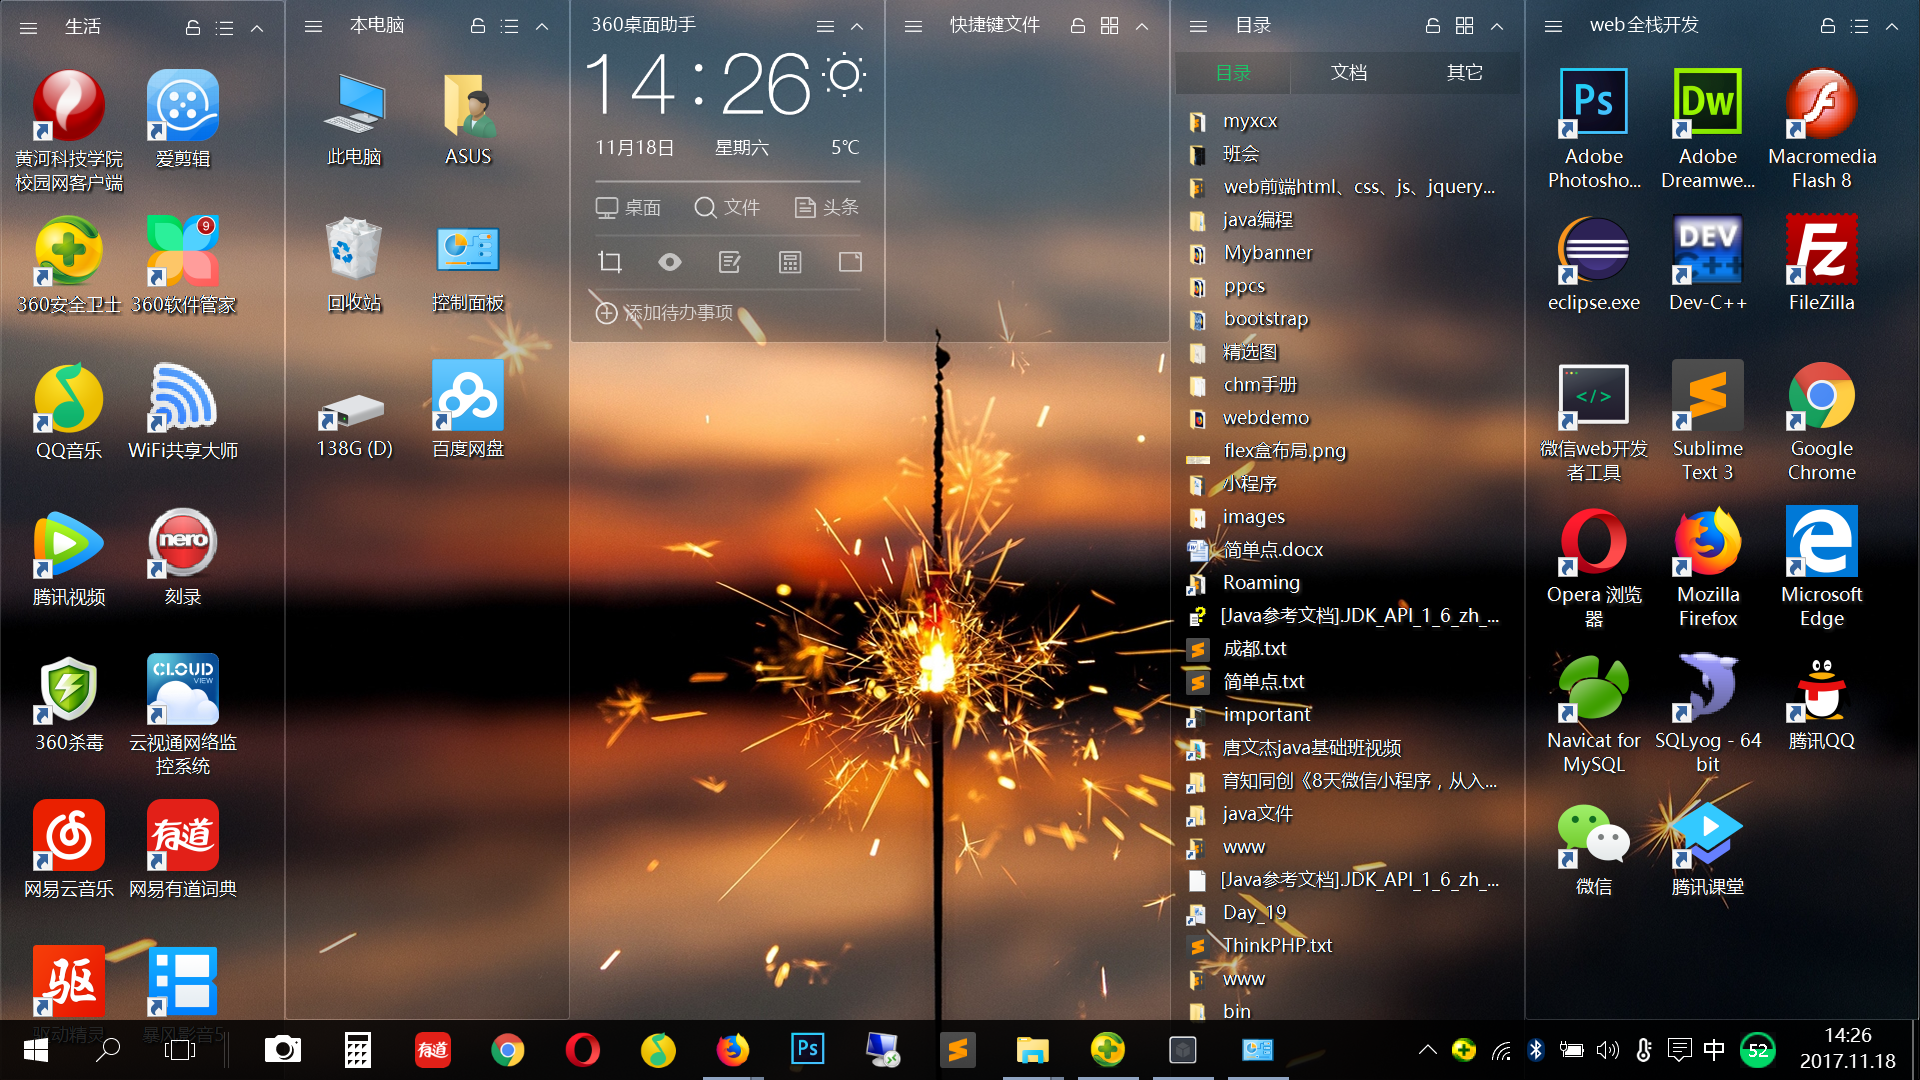 生活
黄河科技学院
校园网客户端
爱剪辑
360安全卫士
9
360软件管家
QQ音乐
WiFi共享大师
腾讯视频
nero
刻录
360杀毒
CLOUD
VIEW
云视通网络监
控系统
网易云音乐
有道
网易有道词典
驱
驱动精灵
暴风影音5
本电脑
此电脑
ASUS
回收站
控制面板
138G (D)
百度网盘
360桌面助手
14:26
11月18日
星期六
5℃
桌面
文件
头条
添加待办事项
快捷键文件
目录
目录
文档
其它
myxcx
班会
web前端html、css、js、jquery...
java编程
Mybanner
ppcs
bootstrap
精选图
chm手册
webdemo
flex盒布局.png
小程序
images
简单点.docx
Roaming
[Java参考文档].JDK_API_1_6_zh_...
成都.txt
简单点.txt
important
唐文杰java基础班视频
育知同创《8天微信小程序，从入...
java文件
www
[Java参考文档].JDK_API_1_6_zh_...
Day_19
ThinkPHP.txt
www
bin
web全栈开发
Ps
Adobe
Photosho...
Dw
Adobe
Dreamwe...
Macromedia
Flash 8
eclipse.exe
DEV
C++
Dev-C++
Fz
FileZilla
</>
微信web开发
者工具
Sublime
Text 3
Google
Chrome
Opera 浏览
器
Mozilla
Firefox
Microsoft
Edge
Navicat for
MySQL
SQLyog - 64
bit
腾讯QQ
微信
腾讯课堂
有道
Ps
中
52
14:26
2017.11.18